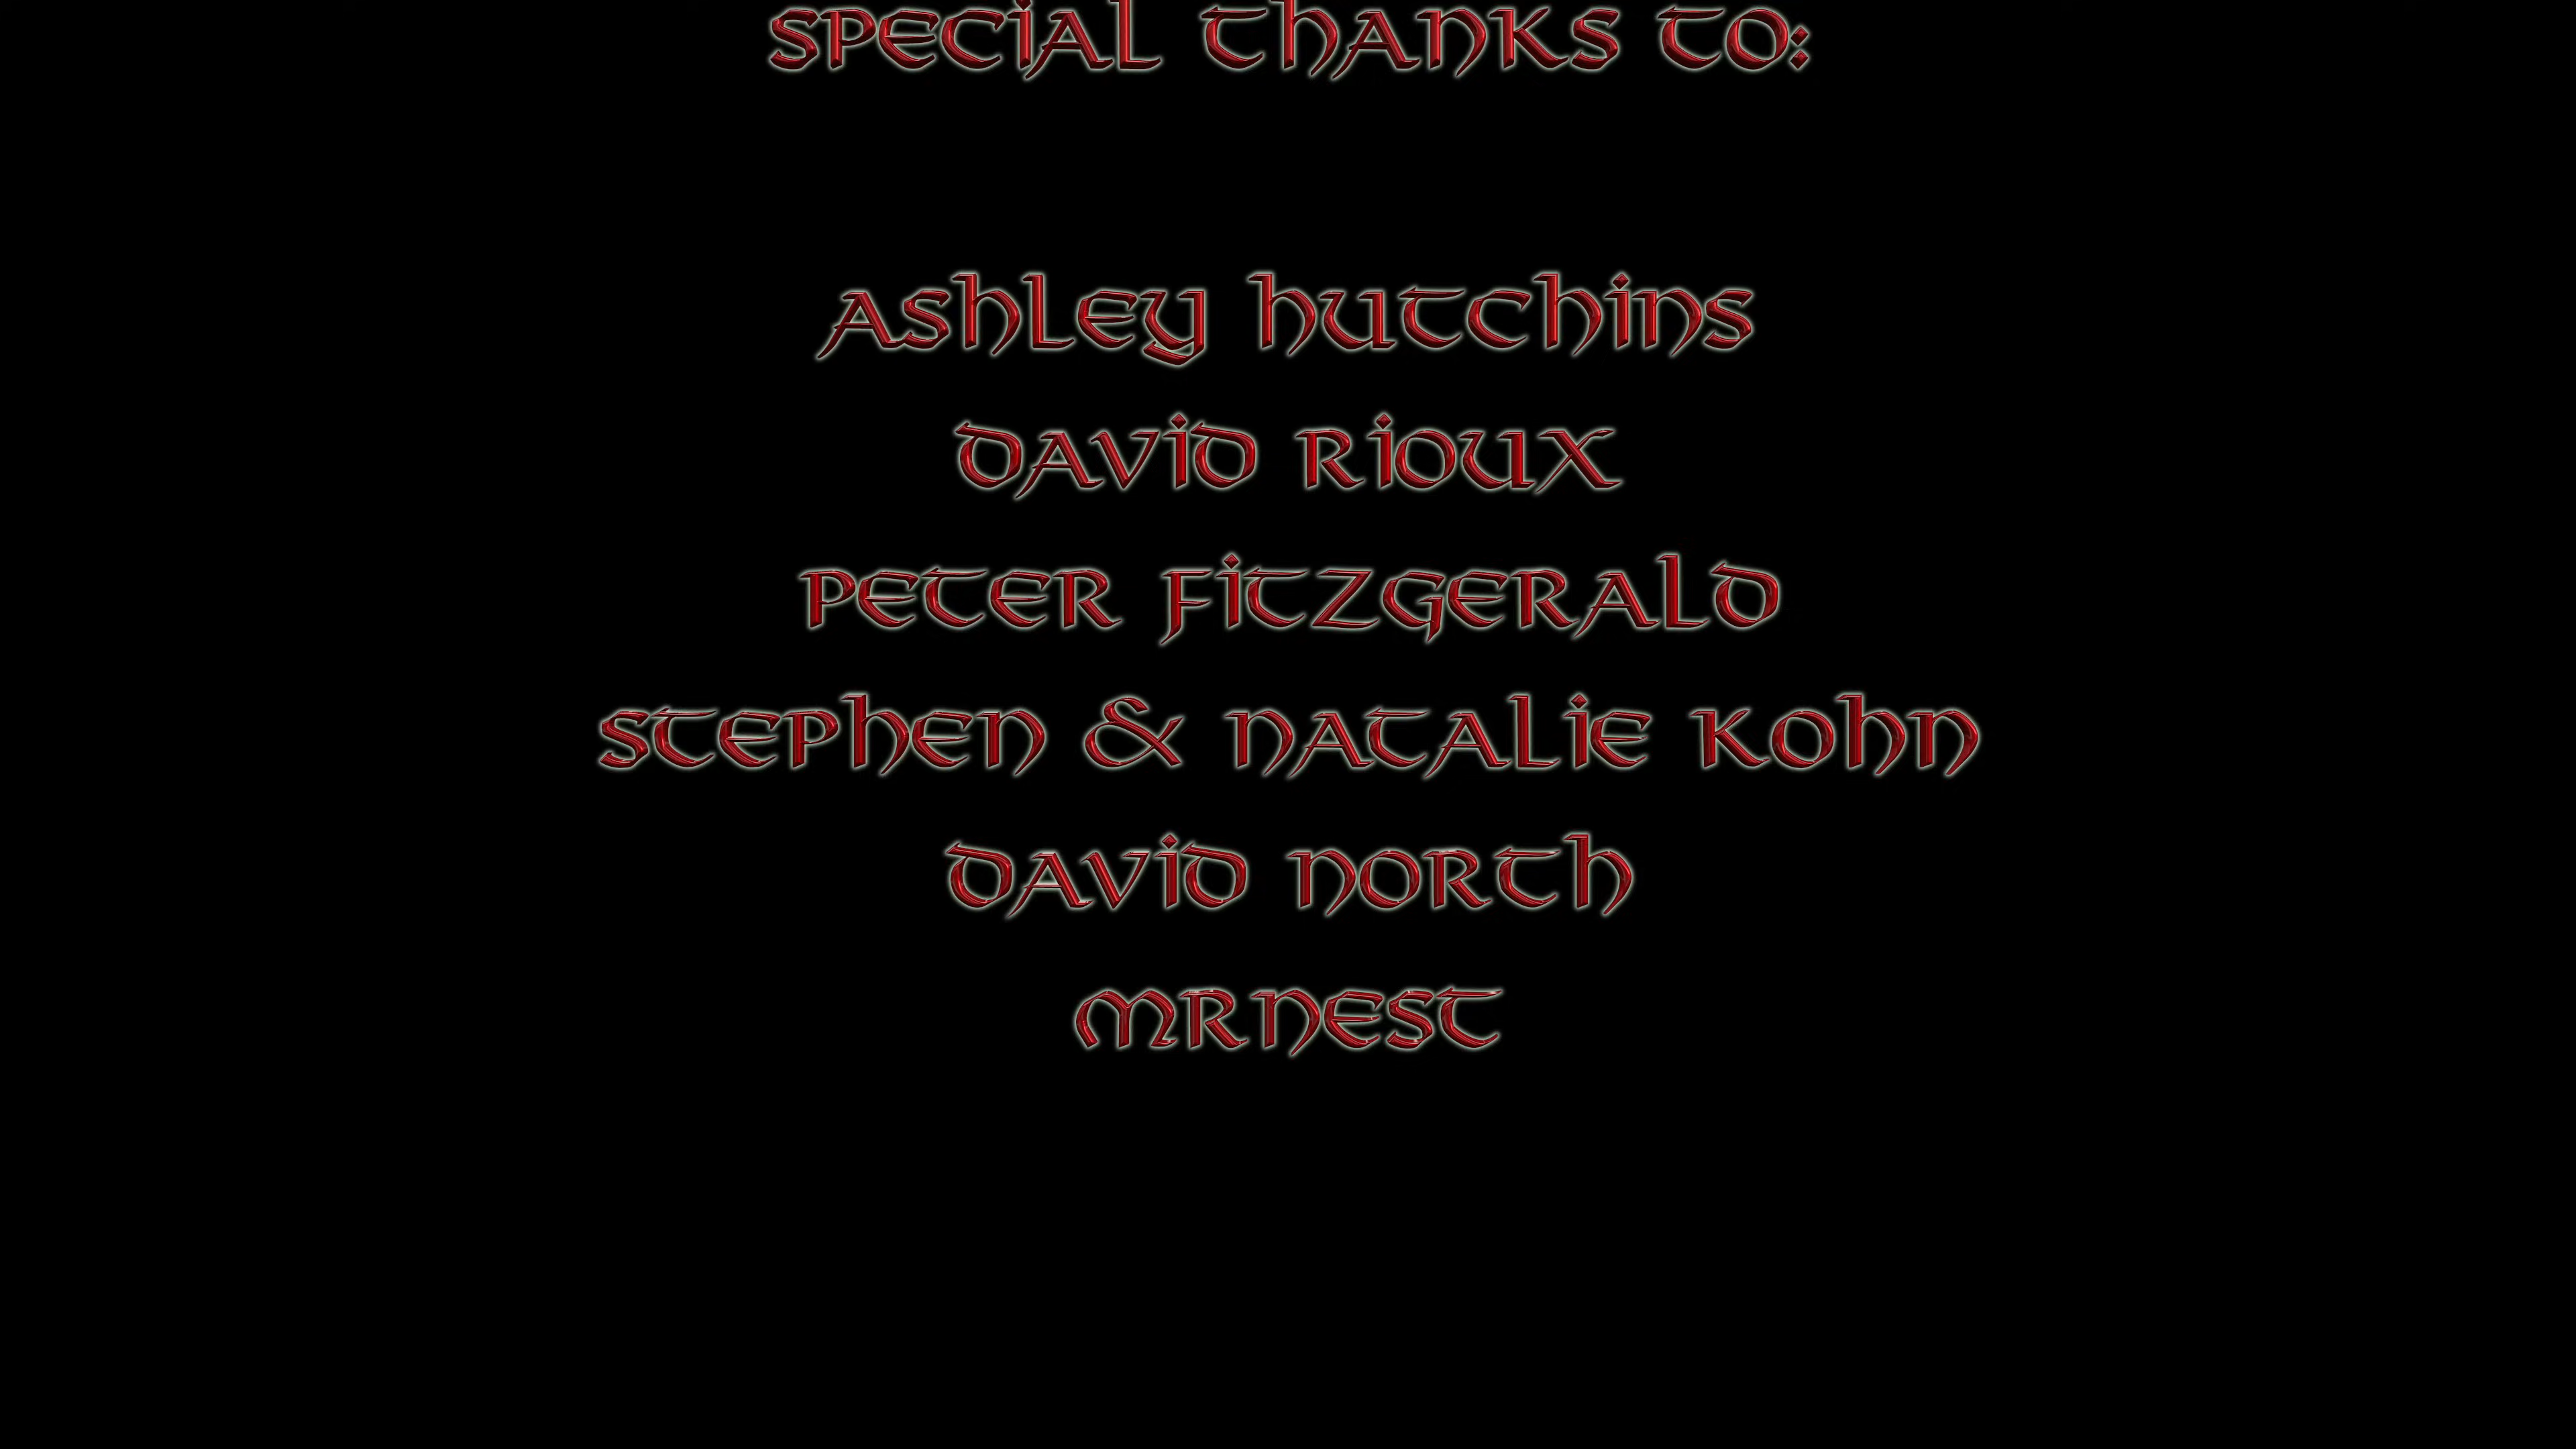 Special Thanks To:
Ashley Hutchins
David Rioux
Peter Fitzgerald
Stephen & Natalie Kohn
David North
MrNest